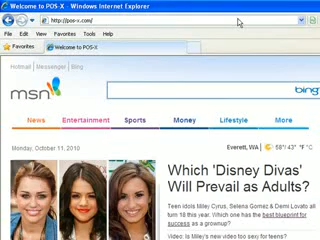 Welcome to POS-X - Windows Internet Explorer
http://pos-x.com/
Favorites
Welcome to POS-X
File Edit View Favorites Tools Help
Hotmail | Messenger | Bing
msn
bing
News Entertainment Sports Money Lifestyle More
Monday, October 11, 2010
Everett, WA | 58°/ 43° °F °C
Which 'Disney Divas'
Will Prevail as Adults?
Teen idols Miley Cyrus, Selena Gomez & Demi Lovato all
turn 18 this year. Which one has the best blueprint for
success as a grownup?
Video: Is Miley's new video too sexy for teens?